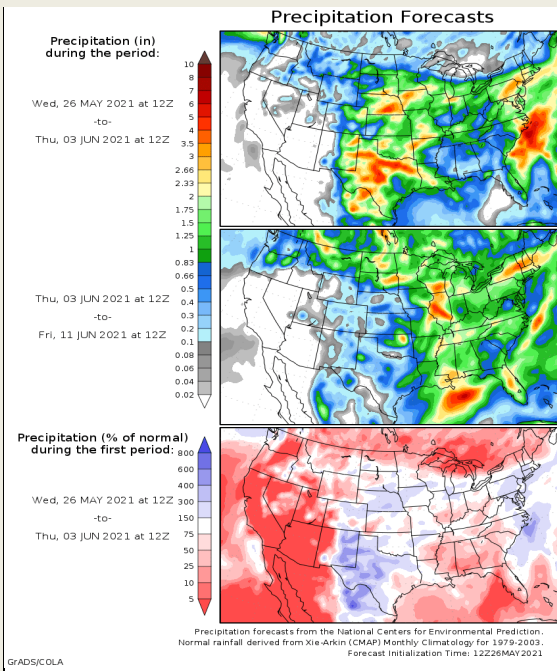 Precipitation Forecasts
Precipitation (in)
during the period:
Wed, 26 MAY 2021 at 12Z
-to-
Thu, 03 JUN 2021 at 12Z
10
8
7
6
5
4
3.5
3
2.66
2.33
2
1.75
1.5
1.25
1
0.83
0.66
0.5
0.4
0.3
0.2
0.1
0.08
0.06
0.04
0.02
Thu, 03 JUN 2021 at 12Z
-to-
Fri, 11 JUN 2021 at 12Z
Precipitation (% of normal)
during the first period:
Wed, 26 MAY 2021 at 12Z
-to-
Thu, 03 JUN 2021 at 12Z
800
600
400
300
150
75
50
25
10
5
Precipitation forecasts from the National Centers for Environmental Prediction.
Normal rainfall derived from Xie-Arkin (CMAP) Monthly Climatology for 1979-2003.
Forecast Initialization Time: 12Z26MAY2021
GrADS/COLA